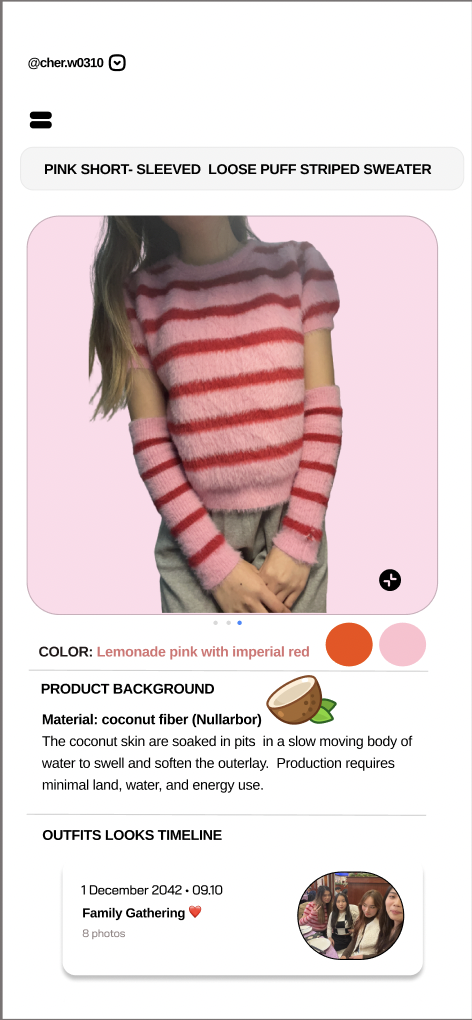 @cher.w0310
PINK SHORT- SLEEVED  LOOSE PUFF STRIPED SWEATER
COLOR: Lemonade pink with imperial red
PRODUCT BACKGROUND
Material: coconut fiber (Nullarbor)
The coconut skin are soaked in pits  in a slow moving body of
water to swell and soften the outerlay.  Production requires
minimal land, water, and energy use.
OUTFITS LOOKS TIMELINE
1 December 2042 • 09.10
Family Gathering ❤️
8 photos